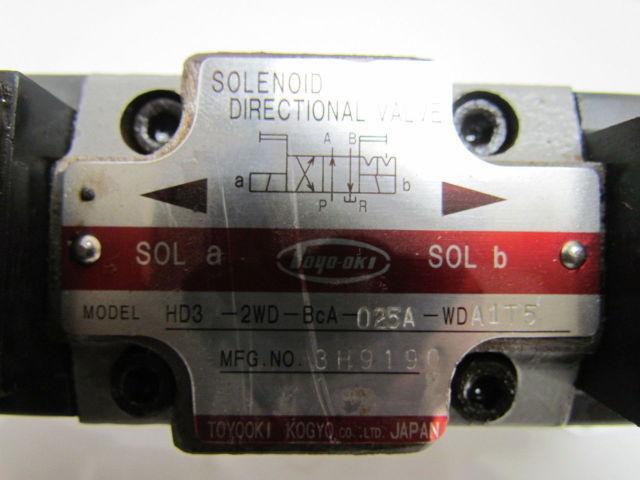 SOLENOID
DIRECTIONAL VALVE
A B
a b
P R
SOL a TOYO-OKI SOL b
MODEL HD3 -2WD-BcA-025A-WDA1T5
MFG.NO. 3H9190
TOYOOKI KOGYO CO.,LTD. JAPAN